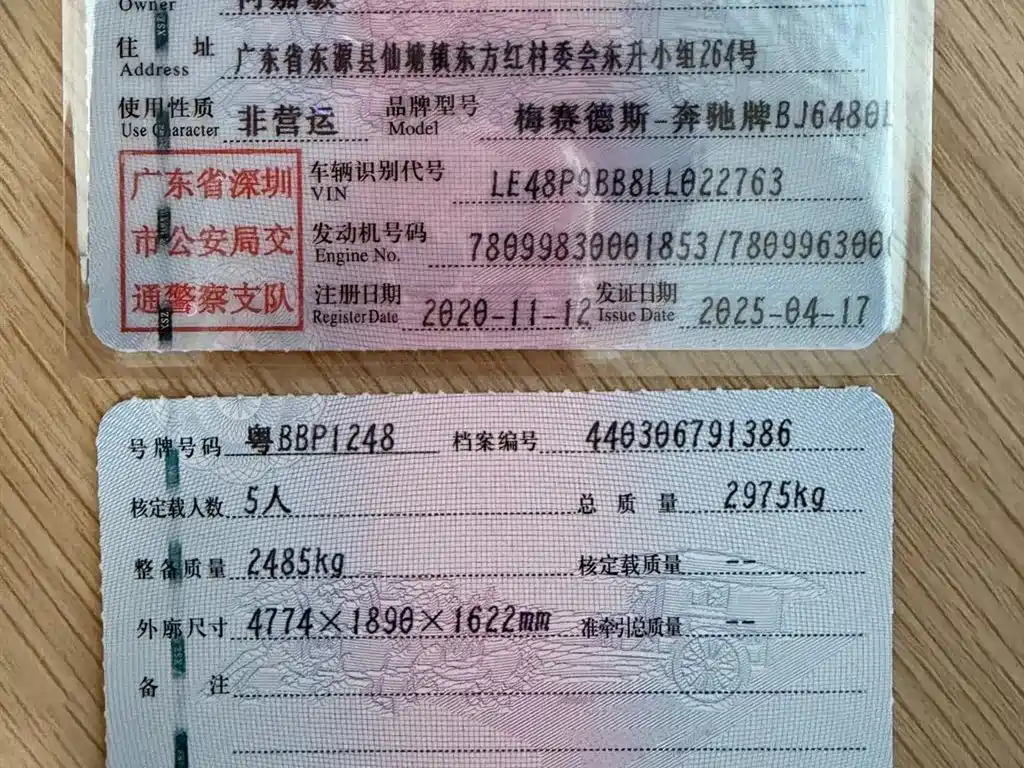 Owner
住 址 广东省东源县仙塘镇东方红村委会东升小组264号
Address
使用性质 非营运 品牌型号 梅赛德斯-奔驰牌BJ6480L
Use Character Model
广东省深圳
市公安局交
通警察支队
车辆识别代号 LE48P9BB8LL022763
VIN
发动机号码 78099830001853/7809963000
Engine No.
注册日期 2020-11-12 发证日期 2025-04-17
Register Date Issue Date
号牌号码 粤BBP1248 档案编号 440306791386
核定载人数 5人 总质量 2975kg
整备质量 2485kg 核定载质量 --
外廓尺寸 4774×1890×1622mm 准牵引总质量 --
备 注